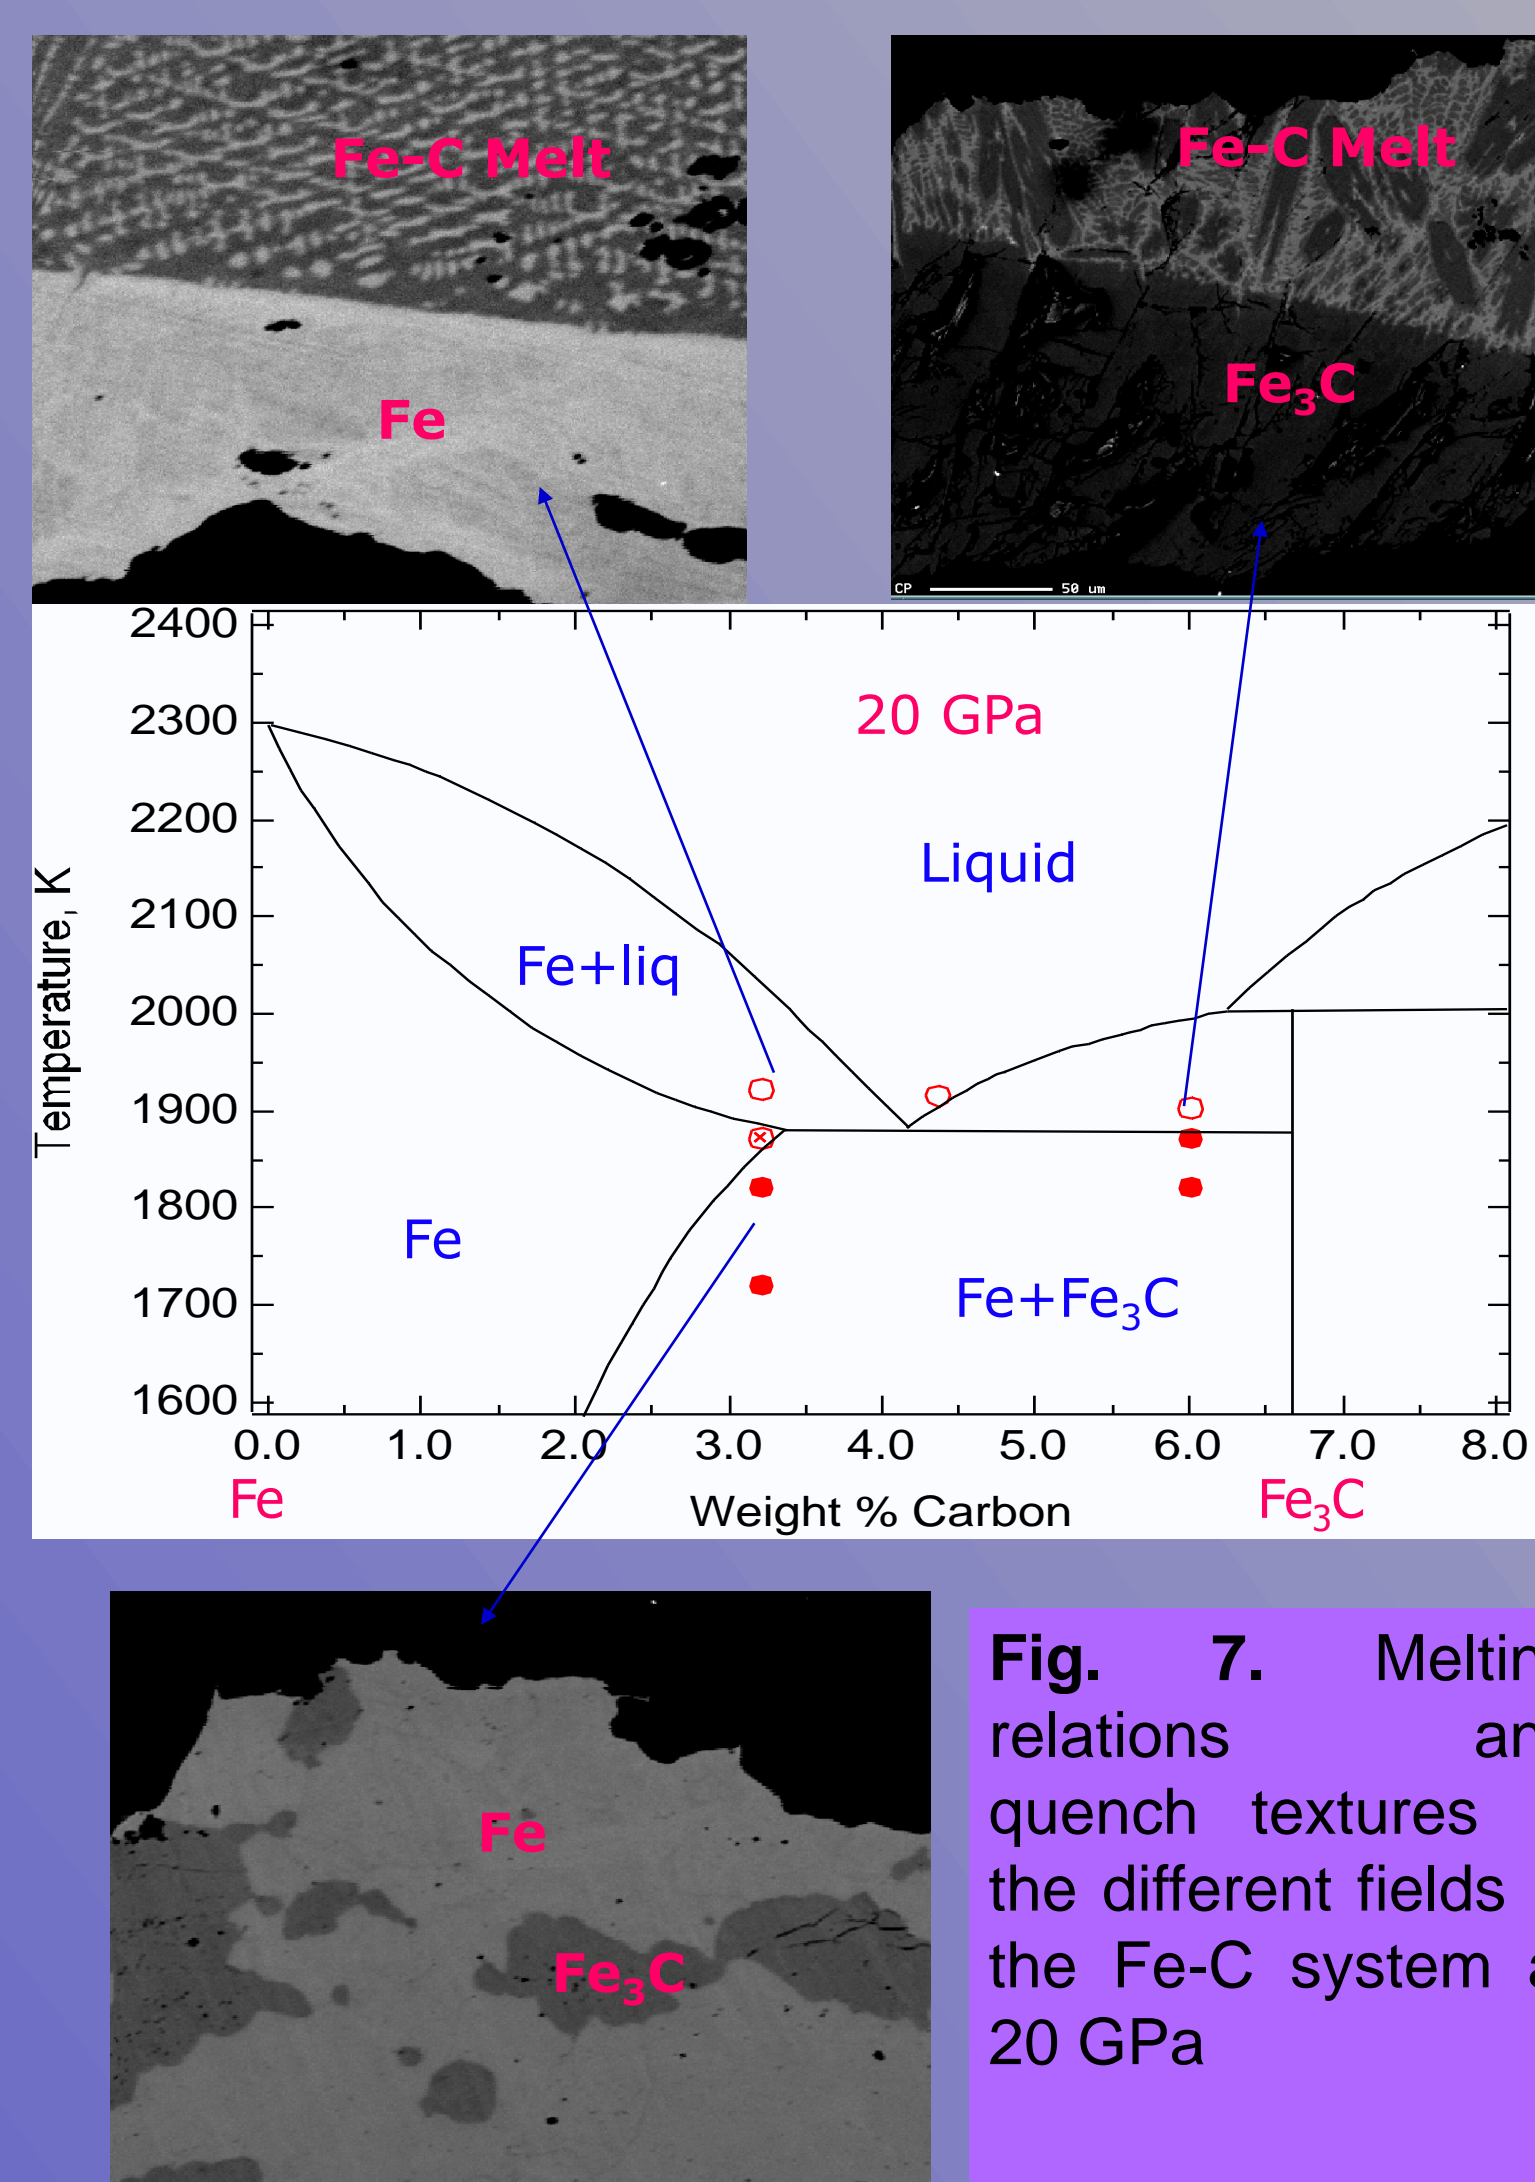 Fe-C Melt
Fe
Fe-C Melt
Fe₃C
CP 50 um
20 GPa
Liquid
Fe+liq
Fe
Fe+Fe₃C
Temperature, K
2400
2300
2200
2100
2000
1900
1800
1700
1600
0.0 1.0 2.0 3.0 4.0 5.0 6.0 7.0 8.0
Fe Fe₃C
Weight % Carbon
Fe
Fe₃C
Fig. 7. Meltin
relations an
quench textures
the different fields
the Fe-C system a
20 GPa